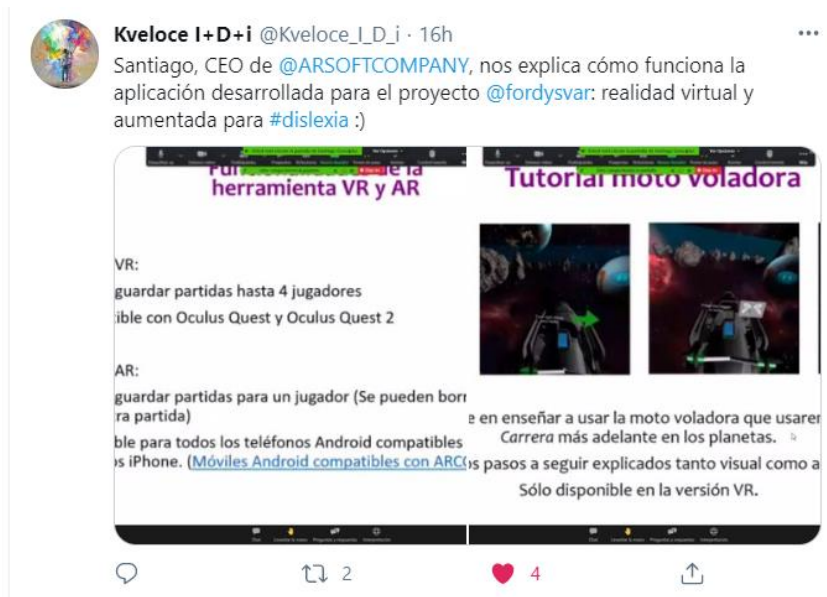 Kveloce I+D+i @Kveloce_I_D_i · 16h
Santiago, CEO de @ARSOFTCOMPANY, nos explica cómo funciona la
aplicación desarrollada para el proyecto @fordysvar: realidad virtual y
aumentada para #dislexia :)
herramienta VR y AR
VR:
guardar partidas hasta 4 jugadores
ible con Oculus Quest y Oculus Quest 2
AR:
guardar partidas para un jugador (Se pueden borr
ra partida)
ble para todos los teléfonos Android compatibles
os iPhone. (Móviles Android compatibles con ARCO
Tutorial moto voladora
e en enseñar a usar la moto voladora que usarer
Carrera más adelante en los planetas.
os pasos a seguir explicados tanto visual como a
Sólo disponible en la versión VR.
2
4